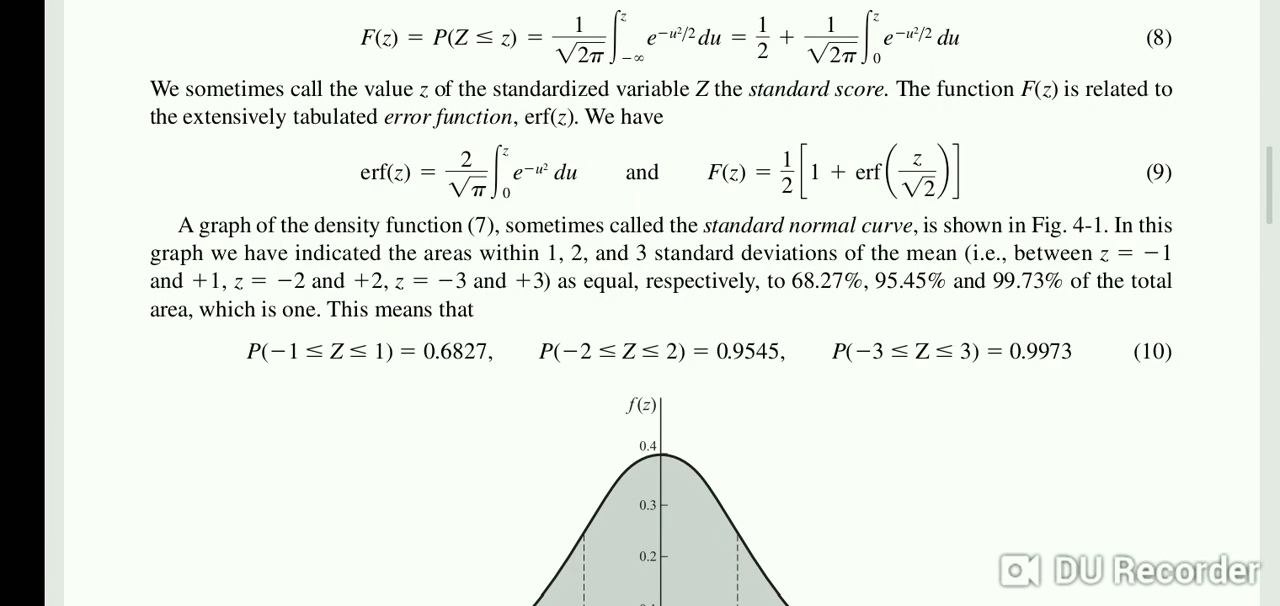 F(z) = P(Z ≤ z) = 1/√2π ∫_{−∞}^{z} e^{−u²/2} du = 1/2 + 1/√2π ∫_{0}^{z} e^{−u²/2} du (8)
We sometimes call the value z of the standardized variable Z the standard score. The function F(z) is related to
the extensively tabulated error function, erf(z). We have
erf(z) = 2/√π ∫_{0}^{z} e^{−u²} du and F(z) = 1/2 [1 + erf(z/√2)] (9)
A graph of the density function (7), sometimes called the standard normal curve, is shown in Fig. 4-1. In this
graph we have indicated the areas within 1, 2, and 3 standard deviations of the mean (i.e., between z = −1
and +1, z = −2 and +2, z = −3 and +3) as equal, respectively, to 68.27%, 95.45% and 99.73% of the total
area, which is one. This means that
P(−1 ≤ Z ≤ 1) = 0.6827, P(−2 ≤ Z ≤ 2) = 0.9545, P(−3 ≤ Z ≤ 3) = 0.9973 (10)
f(z)
0.4
0.3
0.2
DU Recorder